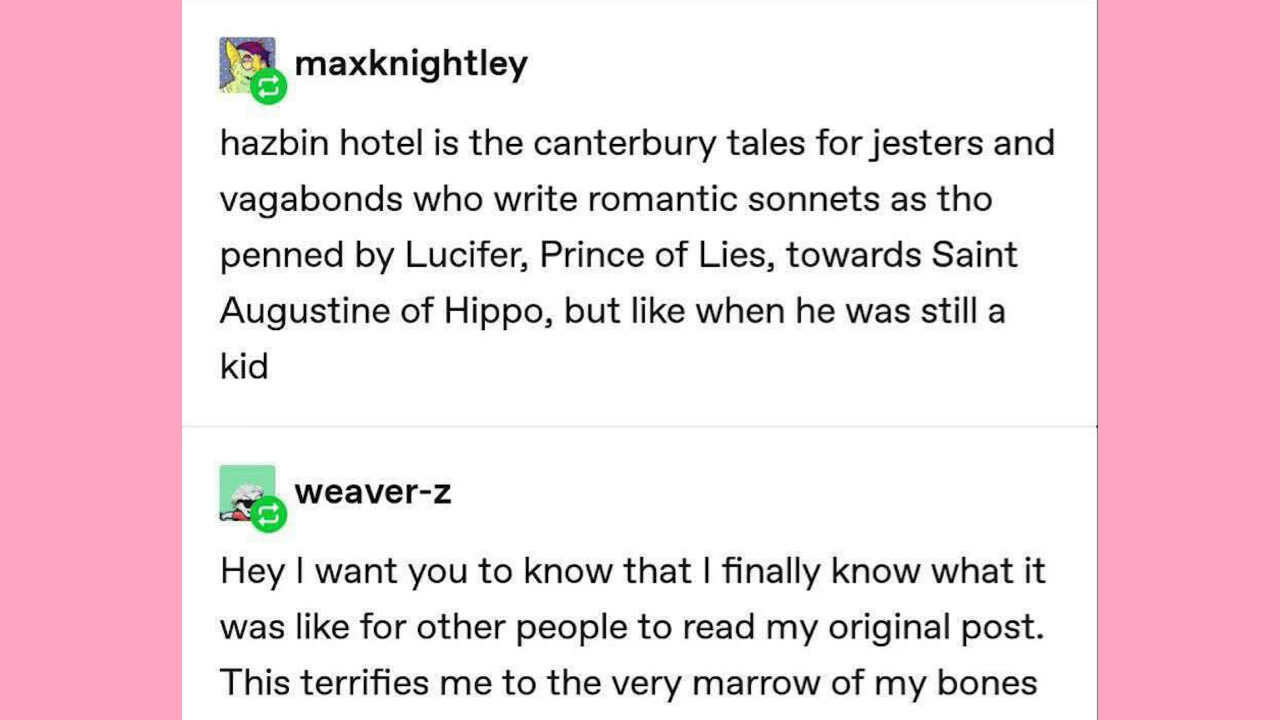 maxknightley
hazbin hotel is the canterbury tales for jesters and
vagabonds who write romantic sonnets as tho
penned by Lucifer, Prince of Lies, towards Saint
Augustine of Hippo, but like when he was still a
kid
weaver-z
Hey I want you to know that I finally know what it
was like for other people to read my original post.
This terrifies me to the very marrow of my bones